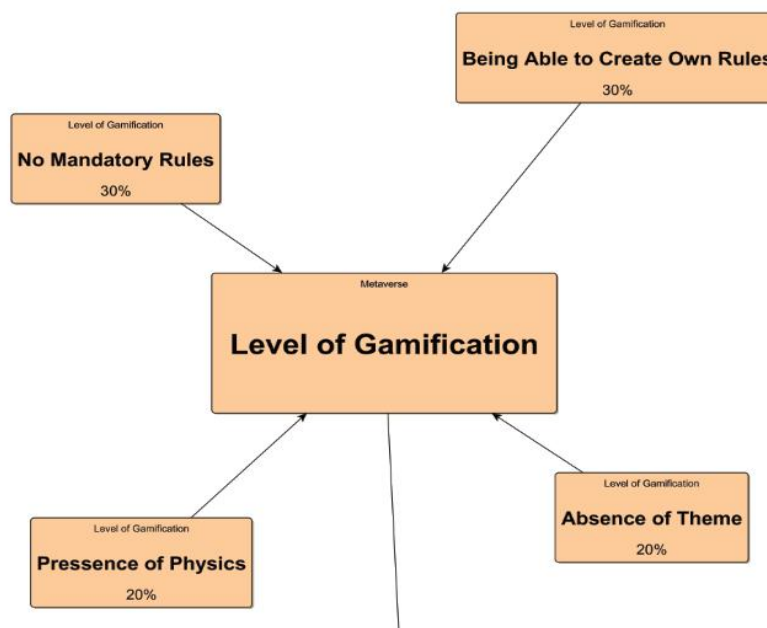 Level of Gamification
Being Able to Create Own Rules
30%
Level of Gamification
No Mandatory Rules
30%
Metaverse
Level of Gamification
Level of Gamification
Absence of Theme
20%
Level of Gamification
Pressence of Physics
20%